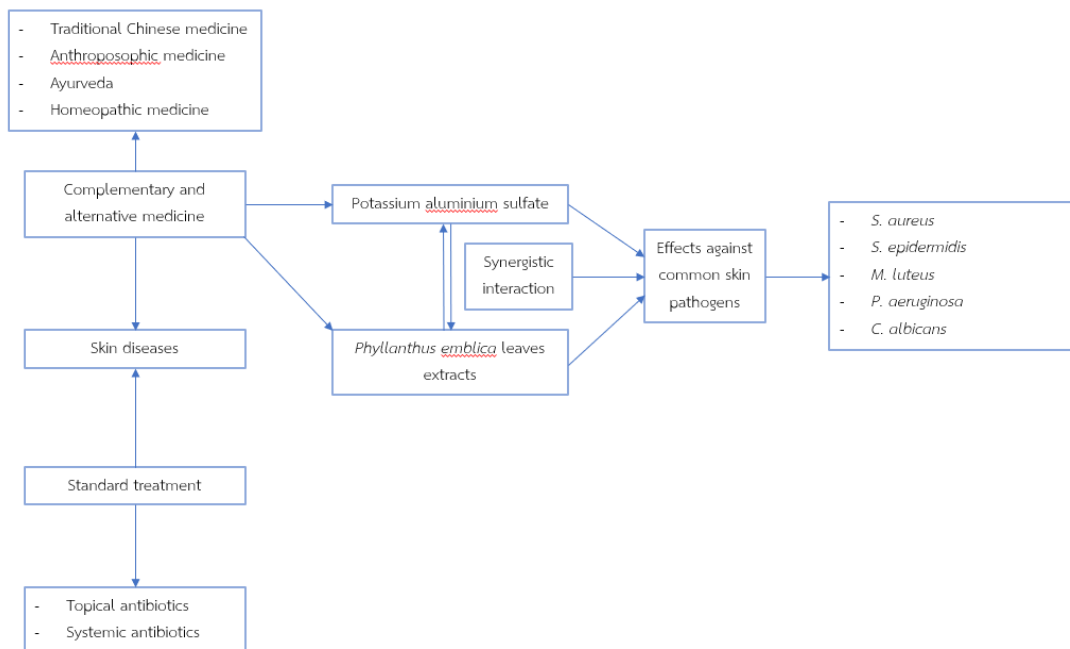 - Traditional Chinese medicine
- Anthroposophic medicine
- Ayurveda
- Homeopathic medicine
Complementary and
alternative medicine
Potassium aluminium sulfate
Synergistic
interaction
Effects against
common skin
pathogens
- S. aureus
- S. epidermidis
- M. luteus
- P. aeruginosa
- C. albicans
Skin diseases
Phyllanthus emblica leaves
extracts
Standard treatment
- Topical antibiotics
- Systemic antibiotics